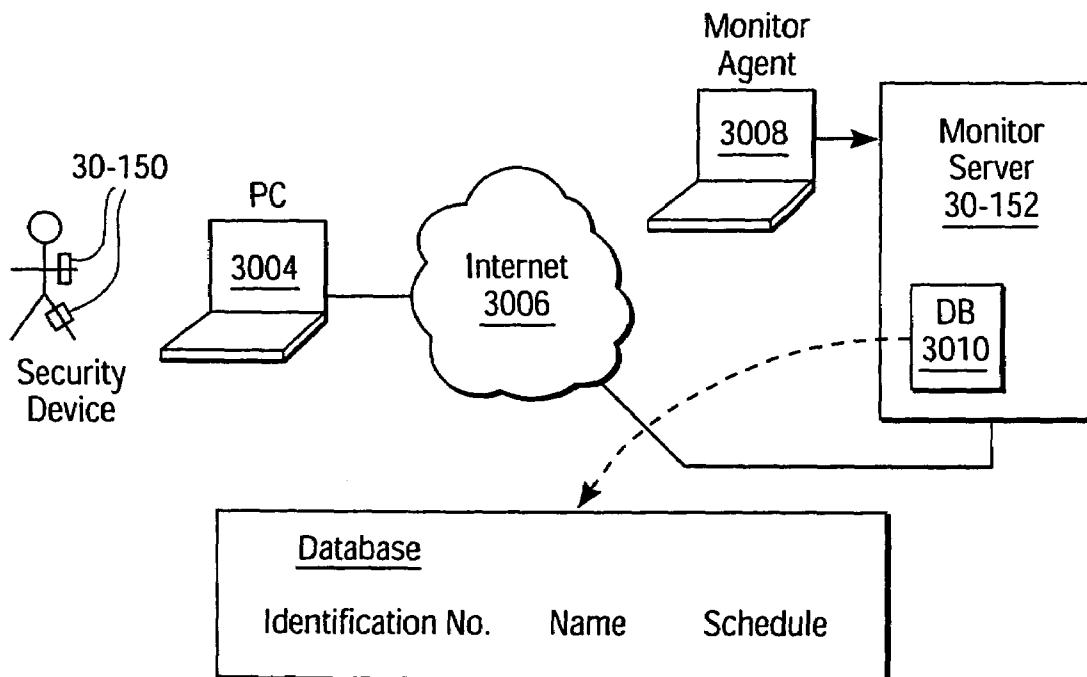 Monitor
Agent
3008
Monitor
Server
30-152
30-150
PC
3004
Internet
3006
DB
3010
Security
Device
Database
Identification No. Name Schedule